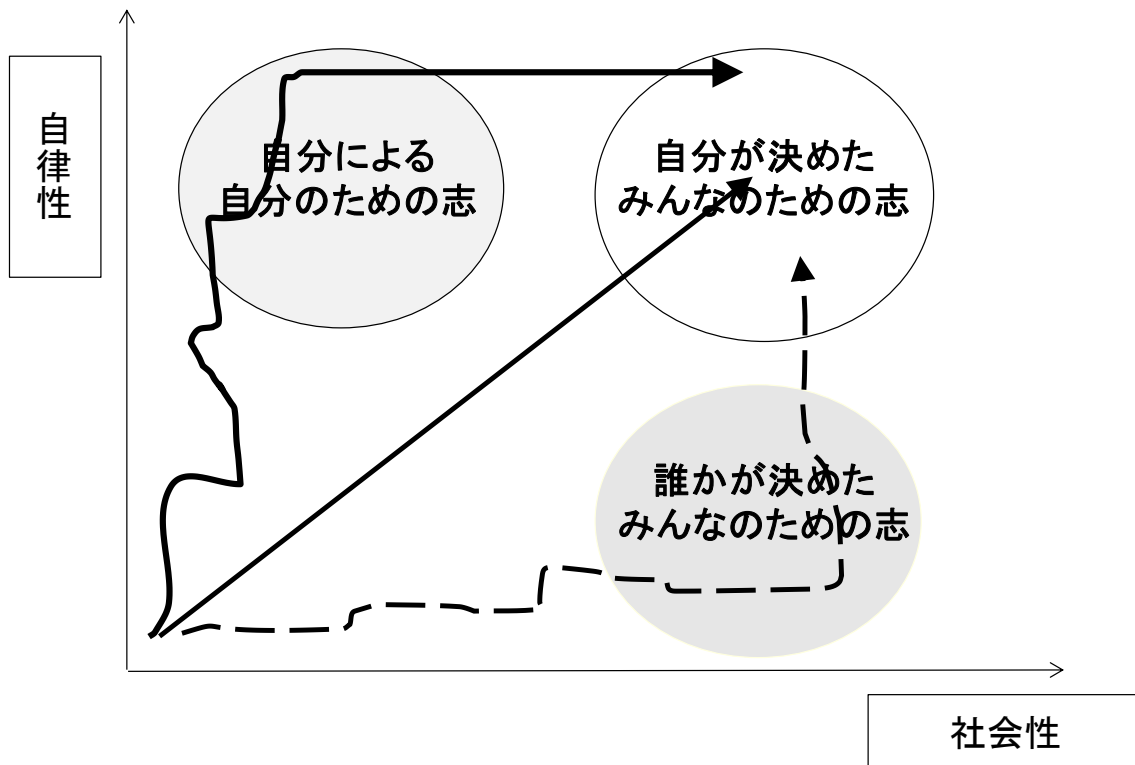 自律性
自分による
自分のための志
自分が決めた
みんなのための志
誰かが決めた
みんなのための志
社会性